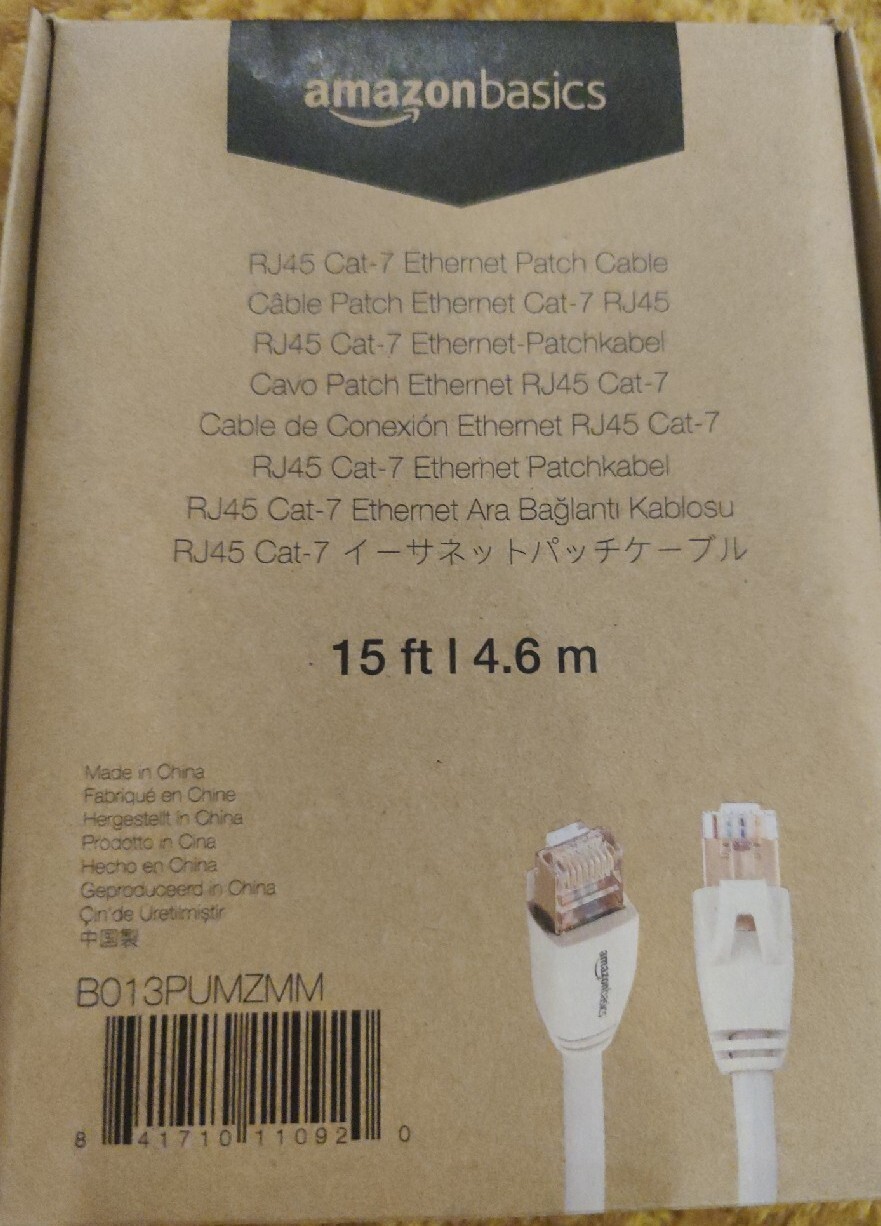 amazonbasics
RJ45 Cat-7 Ethernet Patch Cable
Câble Patch Ethernet Cat-7 RJ45
RJ45 Cat-7 Ethernet-Patchkabel
Cavo Patch Ethernet RJ45 Cat-7
Cable de Conexión Ethernet RJ45 Cat-7
RJ45 Cat-7 Ethernet Patchkabel
RJ45 Cat-7 Ethernet Ara Bağlantı Kablosu
RJ45 Cat-7 イーサネットパッチケーブル
15 ft | 4.6 m
Made in China
Fabriqué en Chine
Hergestellt in China
Prodotto in Cina
Hecho en China
Geproduceerd in China
Çin'de Üretilmiştir
中国製
B013PUMZMM
8 41710 11092 0
amazonbasics